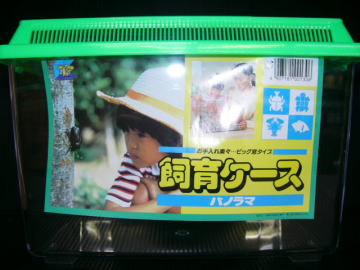 お手入れ楽々…ビッグ窓タイプ
飼育ケース
パノラマ